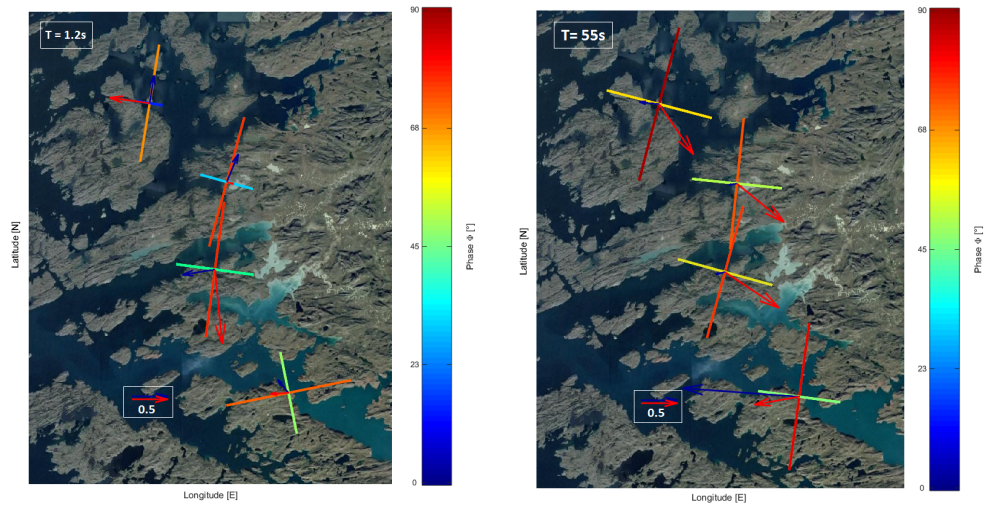 T = 1.2s
90
68
45
23
0
Phase Φ [°]
Latitude [N]
0.5
Longitude [E]
T= 55s
90
68
45
23
0
Phase Φ [°]
Latitude [N]
0.5
Longitude [E]